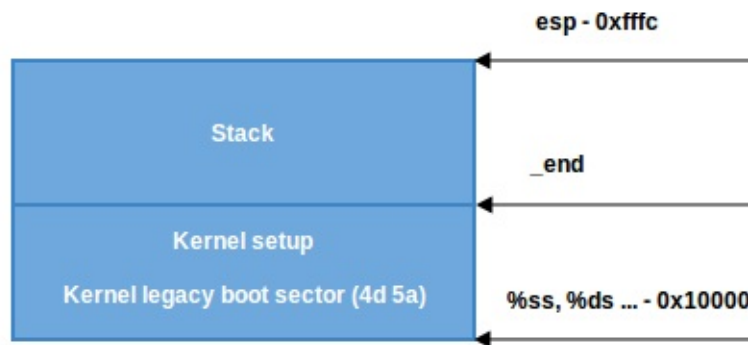 esp - 0xfffc
Stack
_end
Kernel setup
Kernel legacy boot sector (4d 5a)
%ss, %ds ... - 0x10000